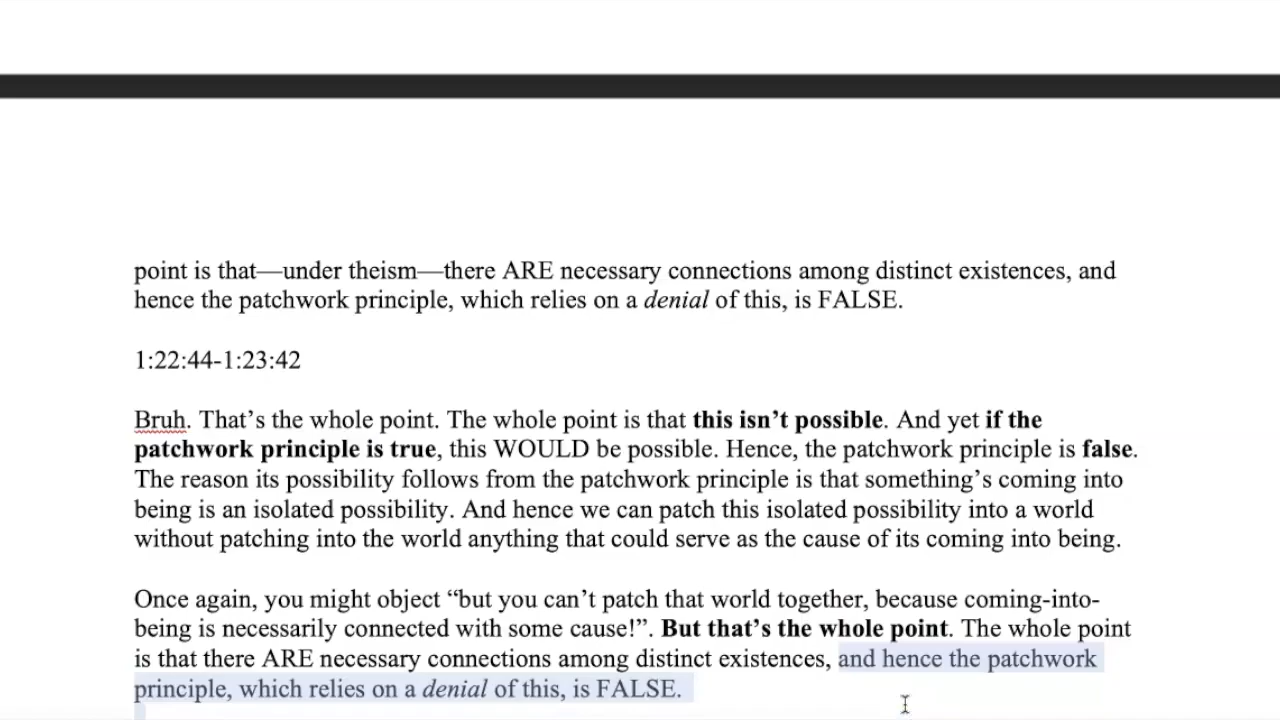 point is that—under theism—there ARE necessary connections among distinct existences, and
hence the patchwork principle, which relies on a denial of this, is FALSE.
1:22:44-1:23:42
Bruh. That’s the whole point. The whole point is that this isn’t possible. And yet if the
patchwork principle is true, this WOULD be possible. Hence, the patchwork principle is false.
The reason its possibility follows from the patchwork principle is that something’s coming into
being is an isolated possibility. And hence we can patch this isolated possibility into a world
without patching into the world anything that could serve as the cause of its coming into being.
Once again, you might object “but you can’t patch that world together, because coming-into-
being is necessarily connected with some cause!”. But that’s the whole point. The whole point
is that there ARE necessary connections among distinct existences, and hence the patchwork
principle, which relies on a denial of this, is FALSE.